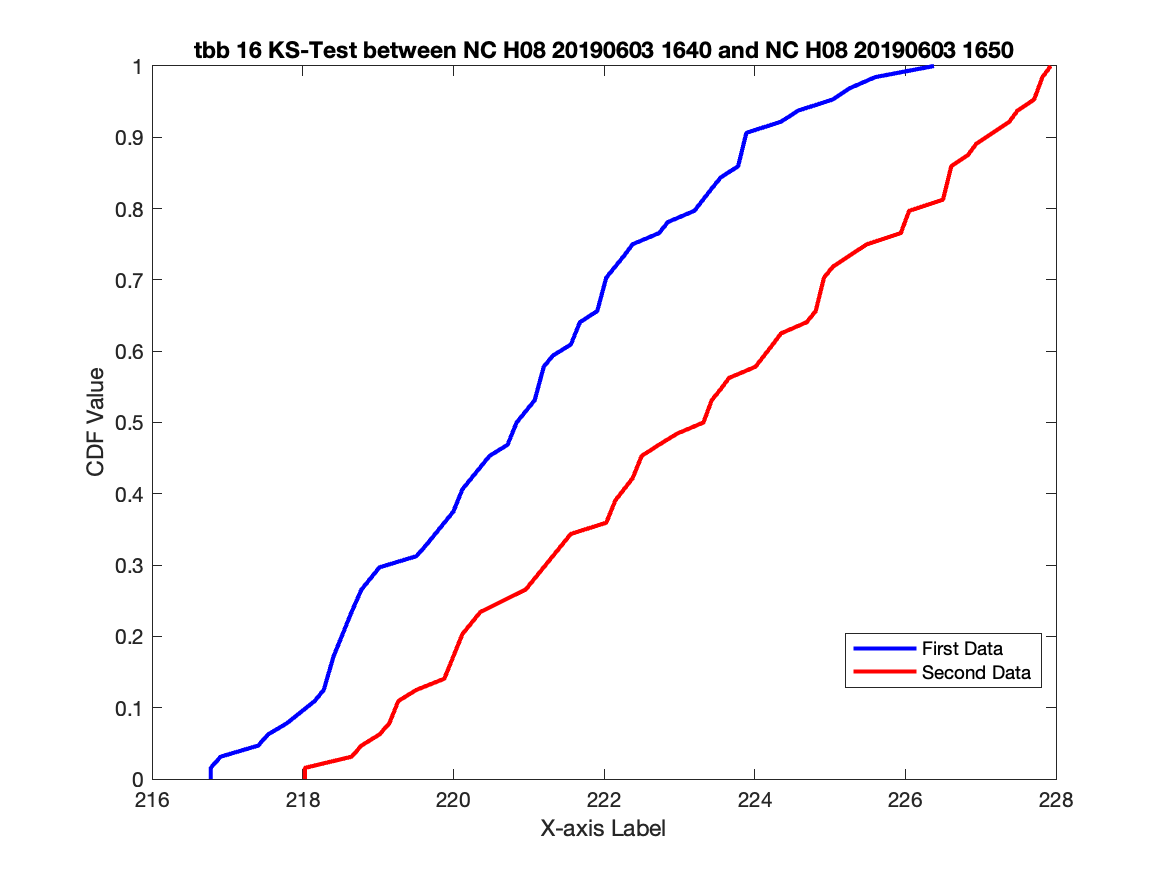 tbb 16 KS-Test between NC H08 20190603 1640 and NC H08 20190603 1650
1
0.9
0.8
0.7
0.6
0.5
0.4
0.3
0.2
0.1
0
CDF Value
First Data
Second Data
216 218 220 222 224 226 228
X-axis Label